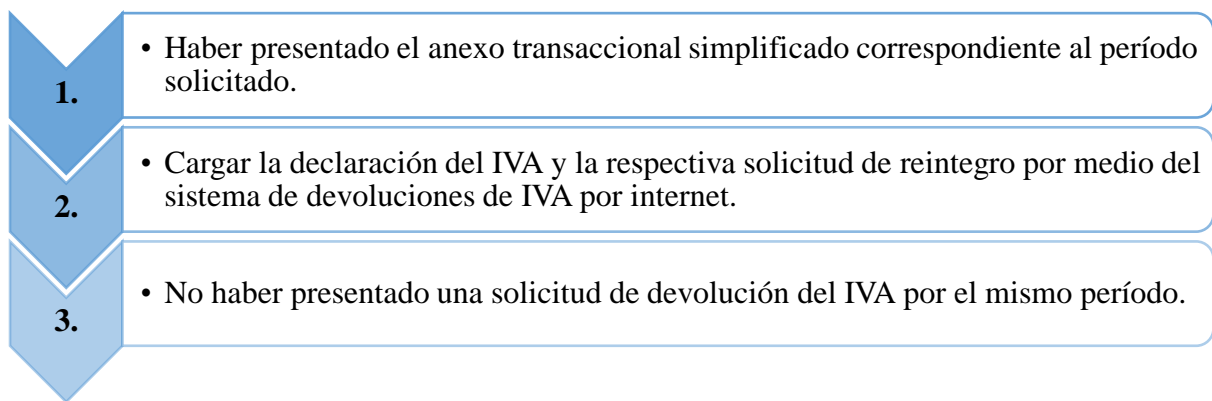 1.
• Haber presentado el anexo transaccional simplificado correspondiente al período
solicitado.
2.
• Cargar la declaración del IVA y la respectiva solicitud de reintegro por medio del
sistema de devoluciones de IVA por internet.
3.
• No haber presentado una solicitud de devolución del IVA por el mismo período.